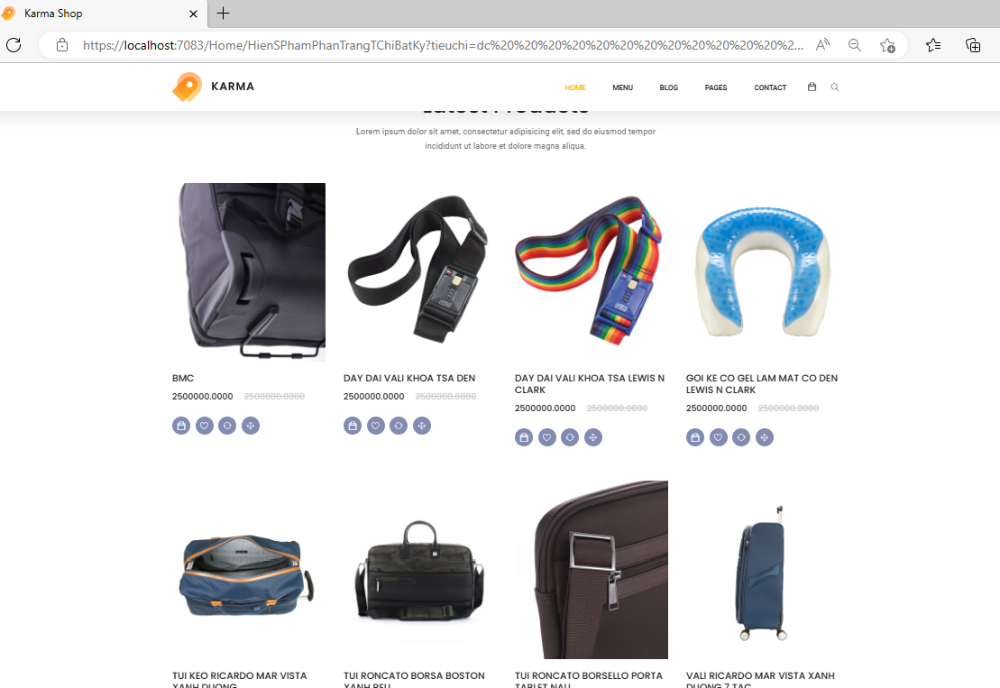 Karma Shop
https://localhost:7083/Home/HienSPhamPhanTrangTChiBatKy?tieuchi=dc%20%20%20%20%20%20%20%20%20%20%20%20%20%2...
KARMA
HOME MENU BLOG PAGES CONTACT
Latest Products
Lorem ipsum dolor sit amet, consectetur adipisicing elit, sed do eiusmod tempor
incididunt ut labore et dolore magna aliqua.
BMC
2500000.0000 2500000.0000
DAY DAI VALI KHOA TSA DEN
2500000.0000 2500000.0000
DAY DAI VALI KHOA TSA LEWIS N
CLARK
2500000.0000 2500000.0000
GOI KE CO GEL LAM MAT CO DEN
LEWIS N CLARK
2500000.0000 2500000.0000
TUI KEO RICARDO MAR VISTA
XANH DUONG
TUI RONCATO BORSA BOSTON
XANH REU
TUI RONCATO BORSELLO PORTA
TABLET NAU
VALI RICARDO MAR VISTA XANH
DUONG 7 TAC